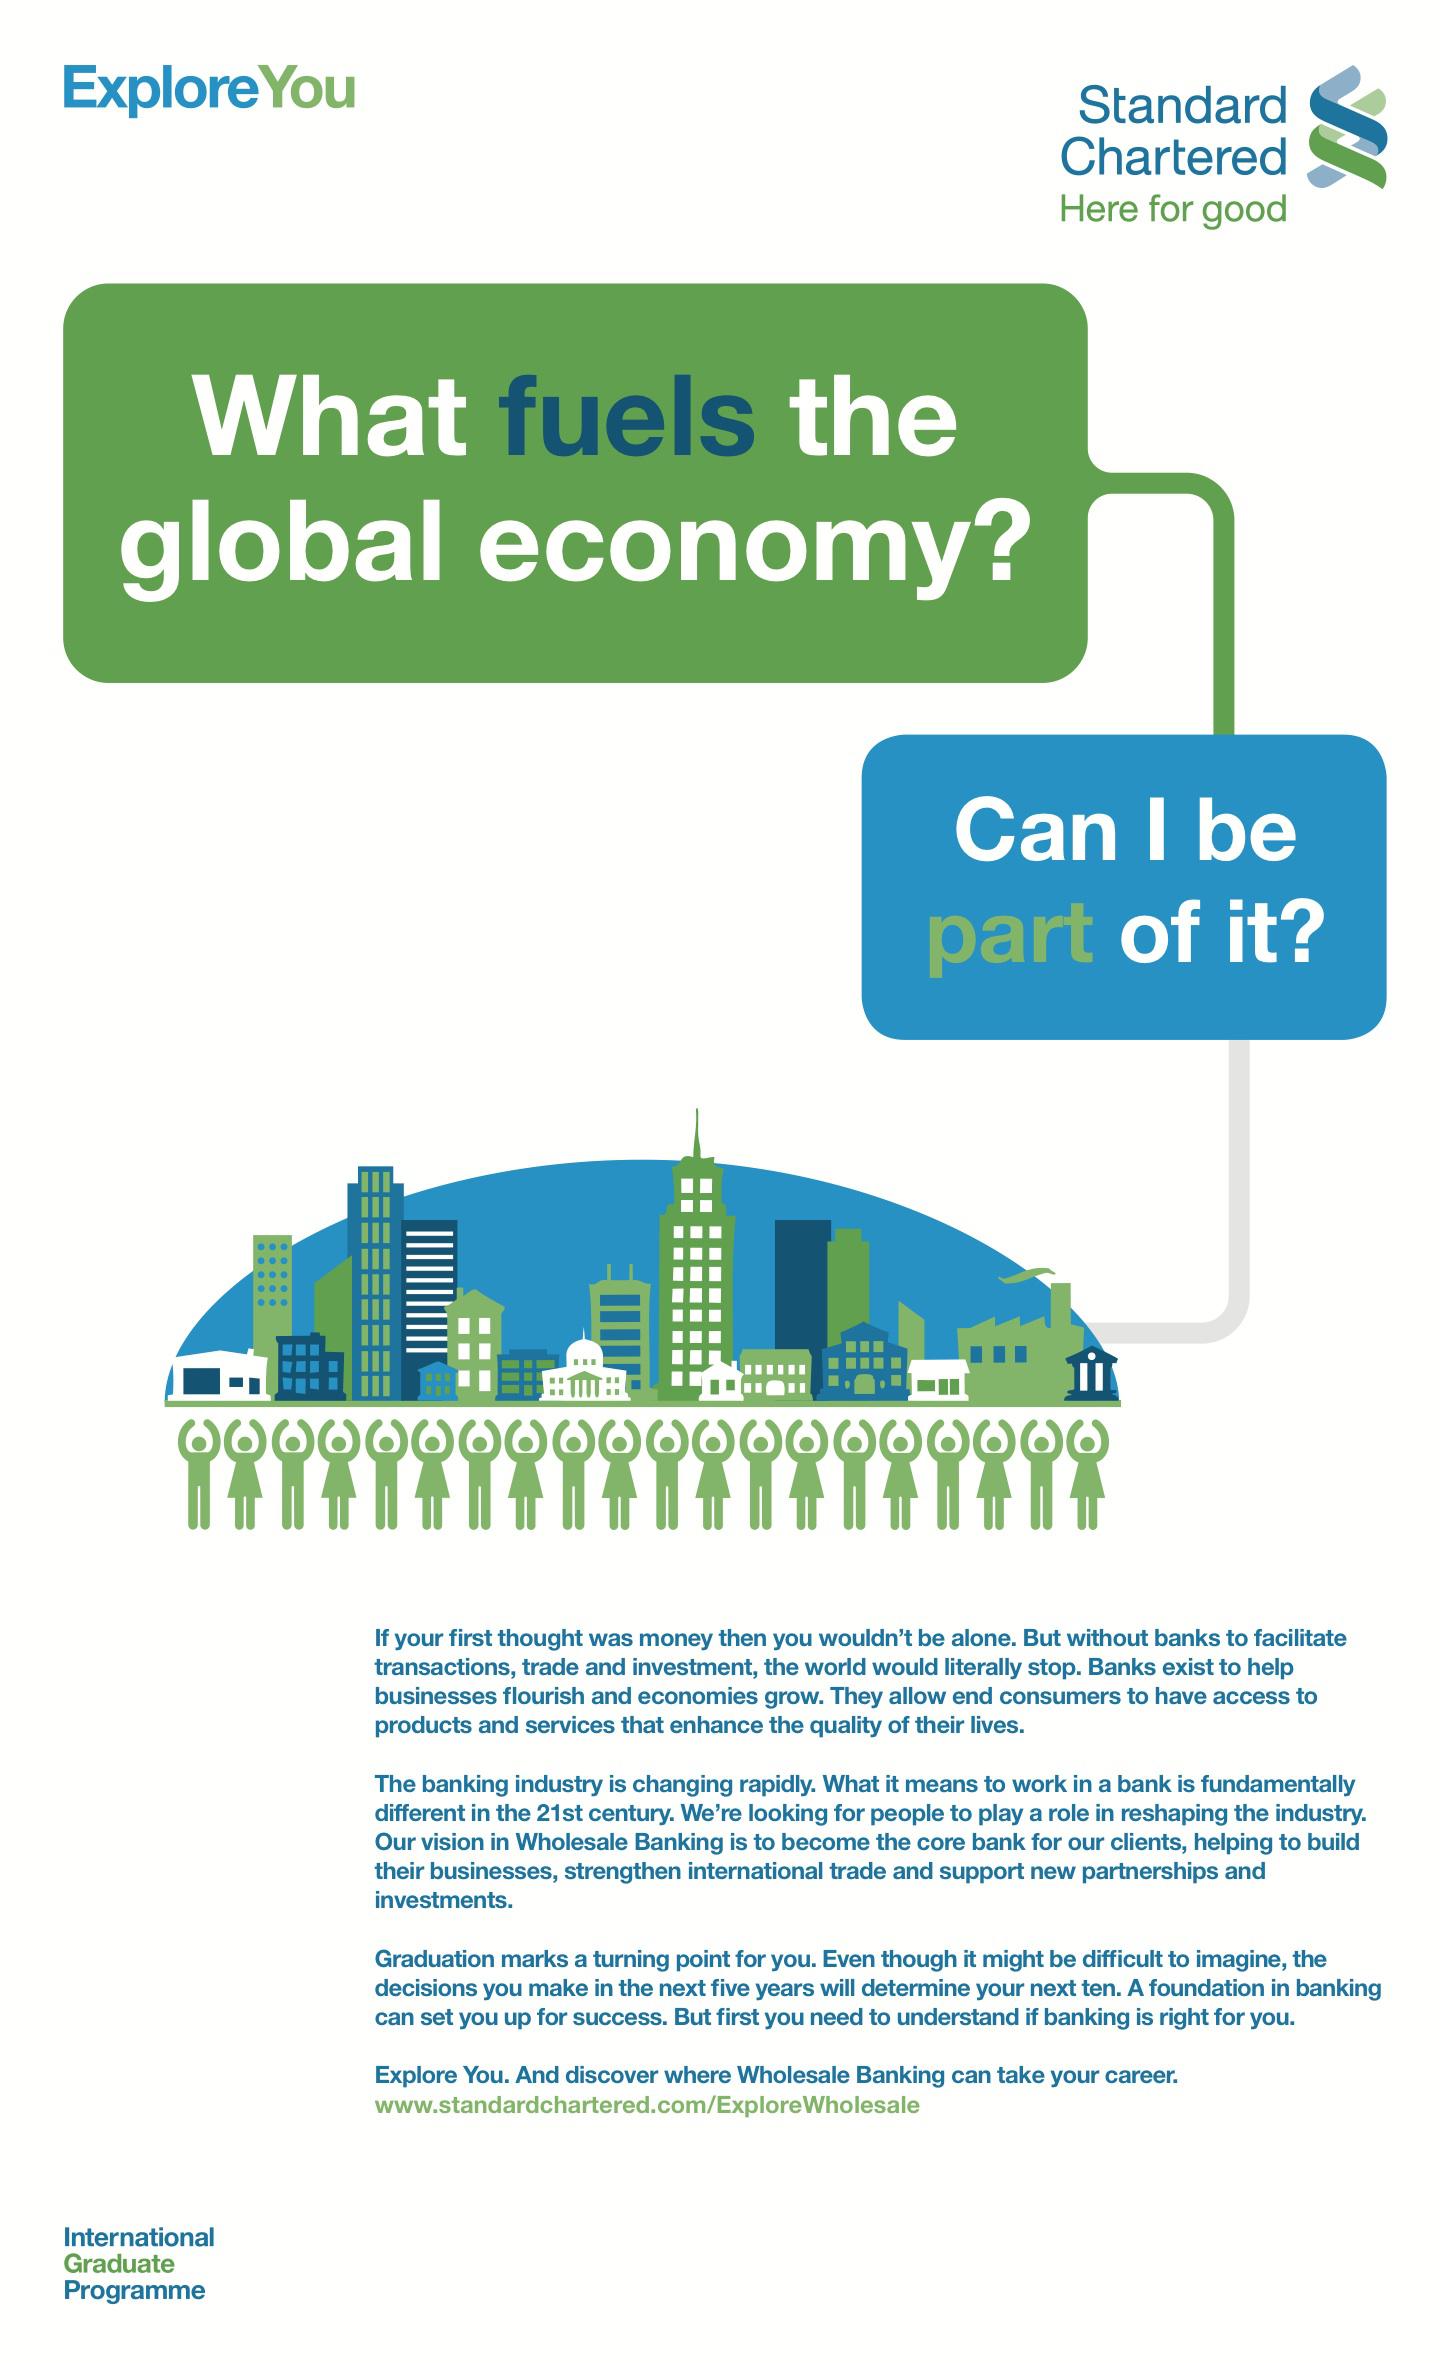 ExploreYou
Standard
Chartered
Here for good
What fuels the
global economy?
Can I be
part of it?
If your first thought was money then you wouldn’t be alone. But without banks to facilitate
transactions, trade and investment, the world would literally stop. Banks exist to help
businesses flourish and economies grow. They allow end consumers to have access to
products and services that enhance the quality of their lives.
The banking industry is changing rapidly. What it means to work in a bank is fundamentally
different in the 21st century. We’re looking for people to play a role in reshaping the industry.
Our vision in Wholesale Banking is to become the core bank for our clients, helping to build
their businesses, strengthen international trade and support new partnerships and
investments.
Graduation marks a turning point for you. Even though it might be difficult to imagine, the
decisions you make in the next five years will determine your next ten. A foundation in banking
can set you up for success. But first you need to understand if banking is right for you.
Explore You. And discover where Wholesale Banking can take your career.
www.standardchartered.com/ExploreWholesale
International
Graduate
Programme